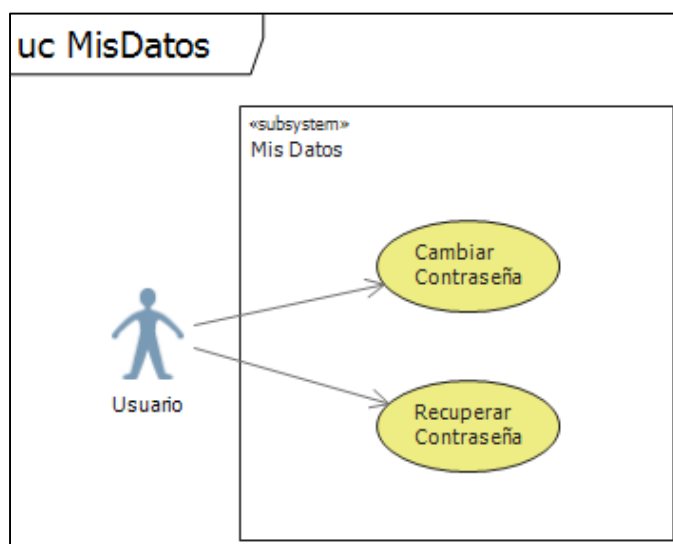 uc MisDatos
«subsystem»
Mis Datos
Cambiar
Contraseña
Usuario
Recuperar
Contraseña